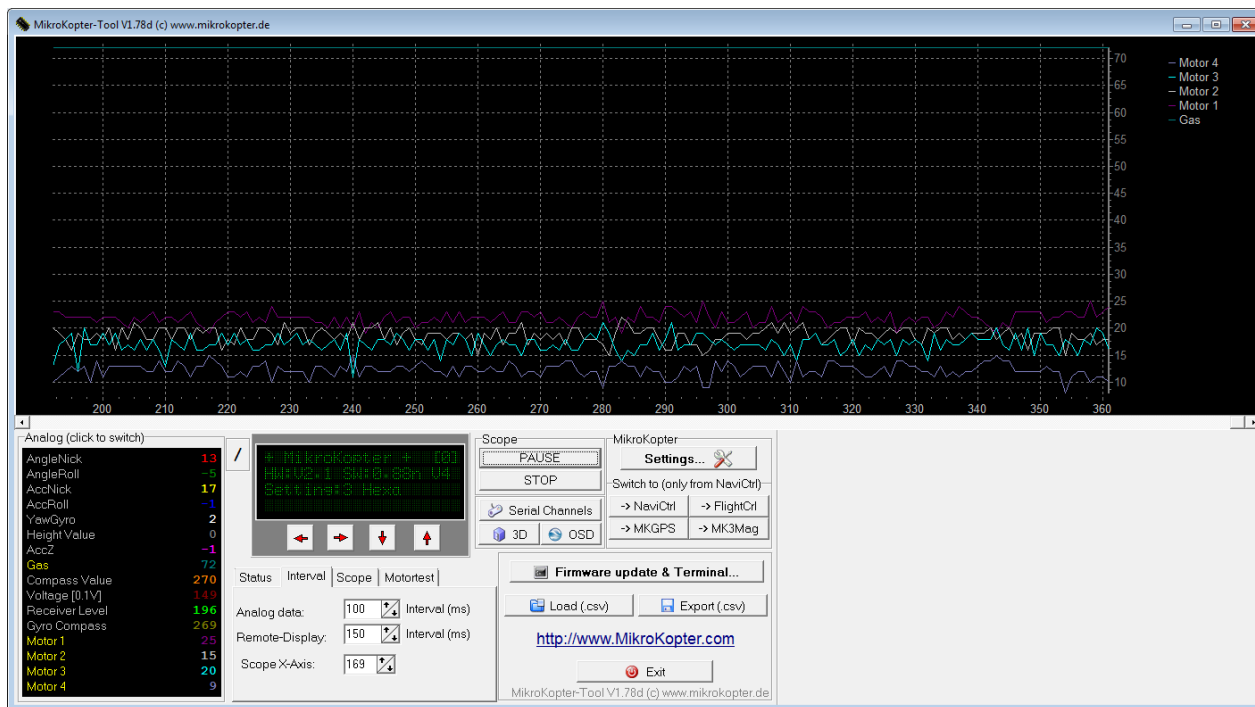 MikroKopter-Tool V1.78d (c) www.mikrokopter.de
70
65
60
55
50
45
40
35
30
25
20
15
10
Motor 4
Motor 3
Motor 2
Motor 1
Gas
200 210 220 230 240 250 260 270 280 290 300 310 320 330 340 350 360
Analog (click to switch)
AngleNick 13
AngleRoll -5
AccNick 17
AccRoll -1
YawGyro 2
Height Value 0
AccZ -1
Gas 72
Compass Value 270
Voltage [0.1V] 149
Receiver Level 196
Gyro Compass 269
Motor 1 25
Motor 2 15
Motor 3 20
Motor 4 9
/
+ MikroKopter + [0]
HW:V2.1 SW:0.88n V4
Setting:3 Hexa
Status Interval Scope Motortest
Analog data: 100 Interval (ms)
Remote-Display: 150 Interval (ms)
Scope X-Axis: 169
Scope
PAUSE
STOP
Serial Channels
3D OSD
MikroKopter
Settings...
Switch to (only from NaviCtrl)
-> NaviCtrl -> FlightCrl
-> MKGPS -> MK3Mag
Firmware update & Terminal...
Load (.csv) Export (.csv)
http://www.MikroKopter.com
Exit
MikroKopter-Tool V1.78d (c) www.mikrokopter.de